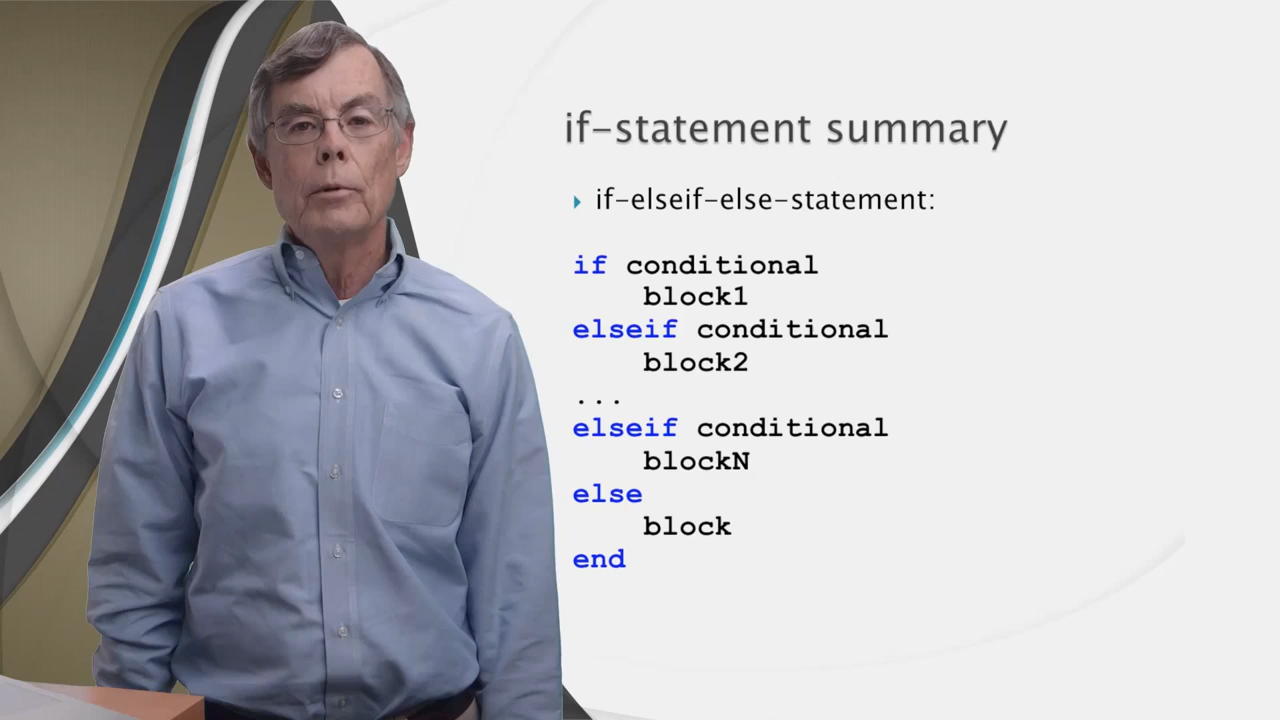 if-statement summary
if-elseif-else-statement:
if conditional
block1
elseif conditional
block2
...
elseif conditional
blockN
else
block
end